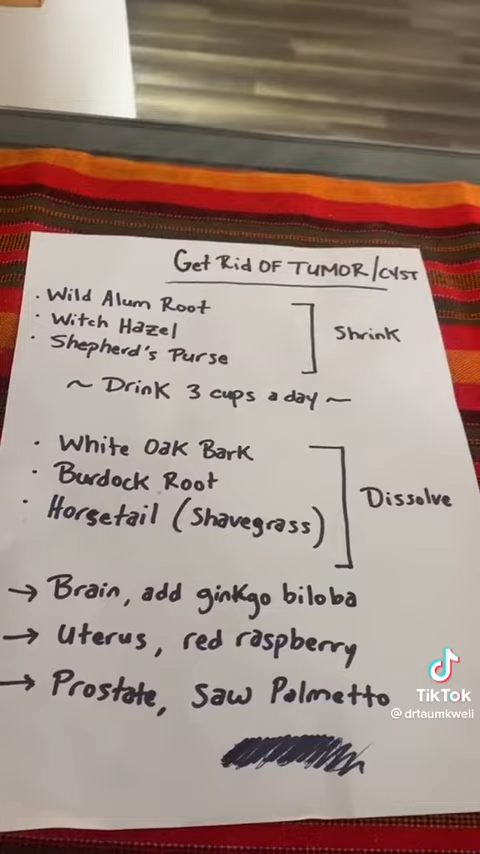 Get Rid OF TUMOR/CYST
· Wild Alum Root
· Witch Hazel
· Shepherd's Purse
Shrink
~ Drink 3 cups a day ~
· White Oak Bark
· Burdock Root
· Horsetail (Shavegrass)
Dissolve
→ Brain, add ginkgo biloba
→ Uterus, red raspberry
→ Prostate, Saw Palmetto
TikTok
@drtaumkweli